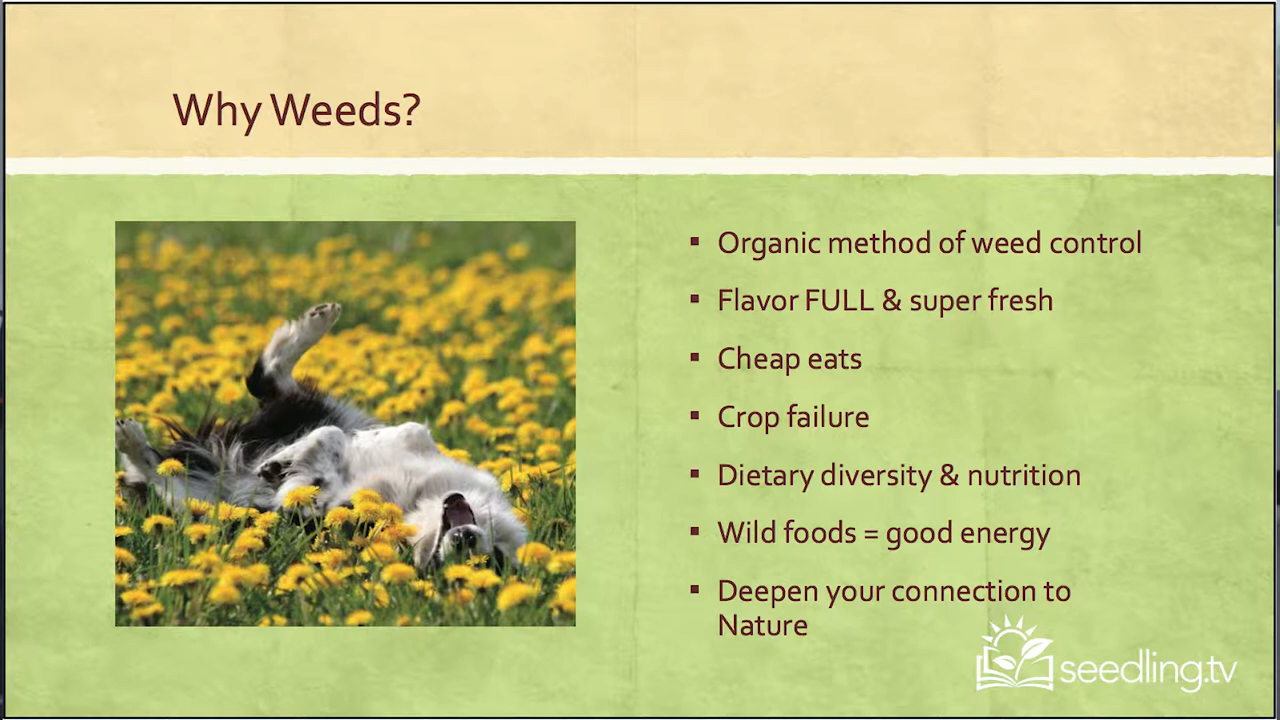 Why Weeds?
▪ Organic method of weed control
▪ Flavor FULL & super fresh
▪ Cheap eats
▪ Crop failure
▪ Dietary diversity & nutrition
▪ Wild foods = good energy
▪ Deepen your connection to
Nature
seedling.tv